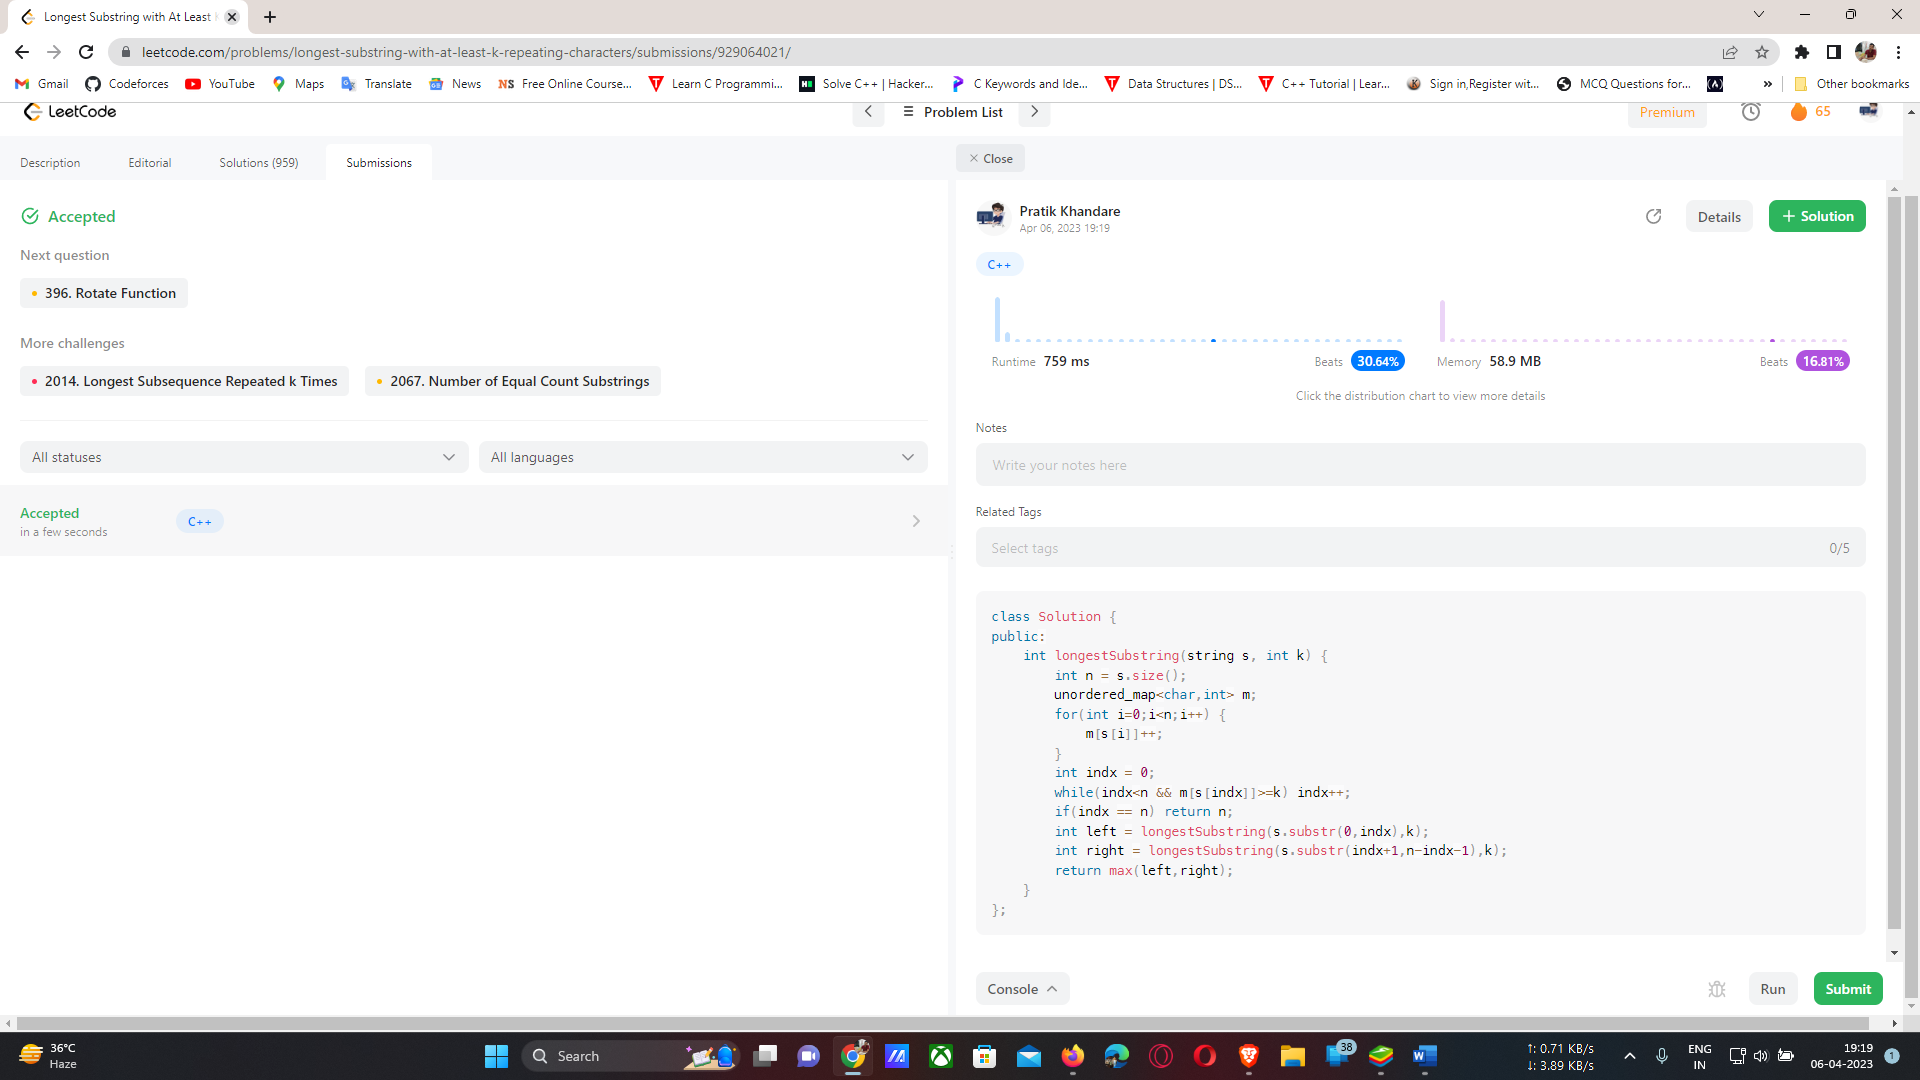 Longest Substring with At Least
leetcode.com/problems/longest-substring-with-at-least-k-repeating-characters/submissions/929064021/
Gmail Codeforces YouTube Maps Translate News NS Free Online Course... Learn C Programmi... Solve C++ | Hacker... C Keywords and Ide... Data Structures | DS... C++ Tutorial | Lear... Sign in,Register wit... MCQ Questions for... » Other bookmarks
LeetCode Problem List Premium 65
Description Editorial Solutions (959) Submissions
Close
Accepted
Next question
396. Rotate Function
More challenges
2014. Longest Subsequence Repeated k Times 2067. Number of Equal Count Substrings
All statuses All languages
Accepted C++
in a few seconds
Pratik Khandare
Apr 06, 2023 19:19
Details + Solution
C++
Runtime 759 ms Beats 30.64% Memory 58.9 MB Beats 16.81%
Click the distribution chart to view more details
Notes
Write your notes here
Related Tags
Select tags 0/5
class Solution {
public:
    int longestSubstring(string s, int k) {
        int n = s.size();
        unordered_map<char,int> m;
        for(int i=0;i<n;i++) {
            m[s[i]]++;
        }
        int indx = 0;
        while(indx<n && m[s[indx]]>=k) indx++;
        if(indx == n) return n;
        int left = longestSubstring(s.substr(0,indx),k);
        int right = longestSubstring(s.substr(indx+1,n-indx-1),k);
        return max(left,right);
    }
};
Console Run Submit
36°C
Haze
Search
38
↑: 0.71 KB/s
↓: 3.89 KB/s
ENG
IN
19:19
06-04-2023
1